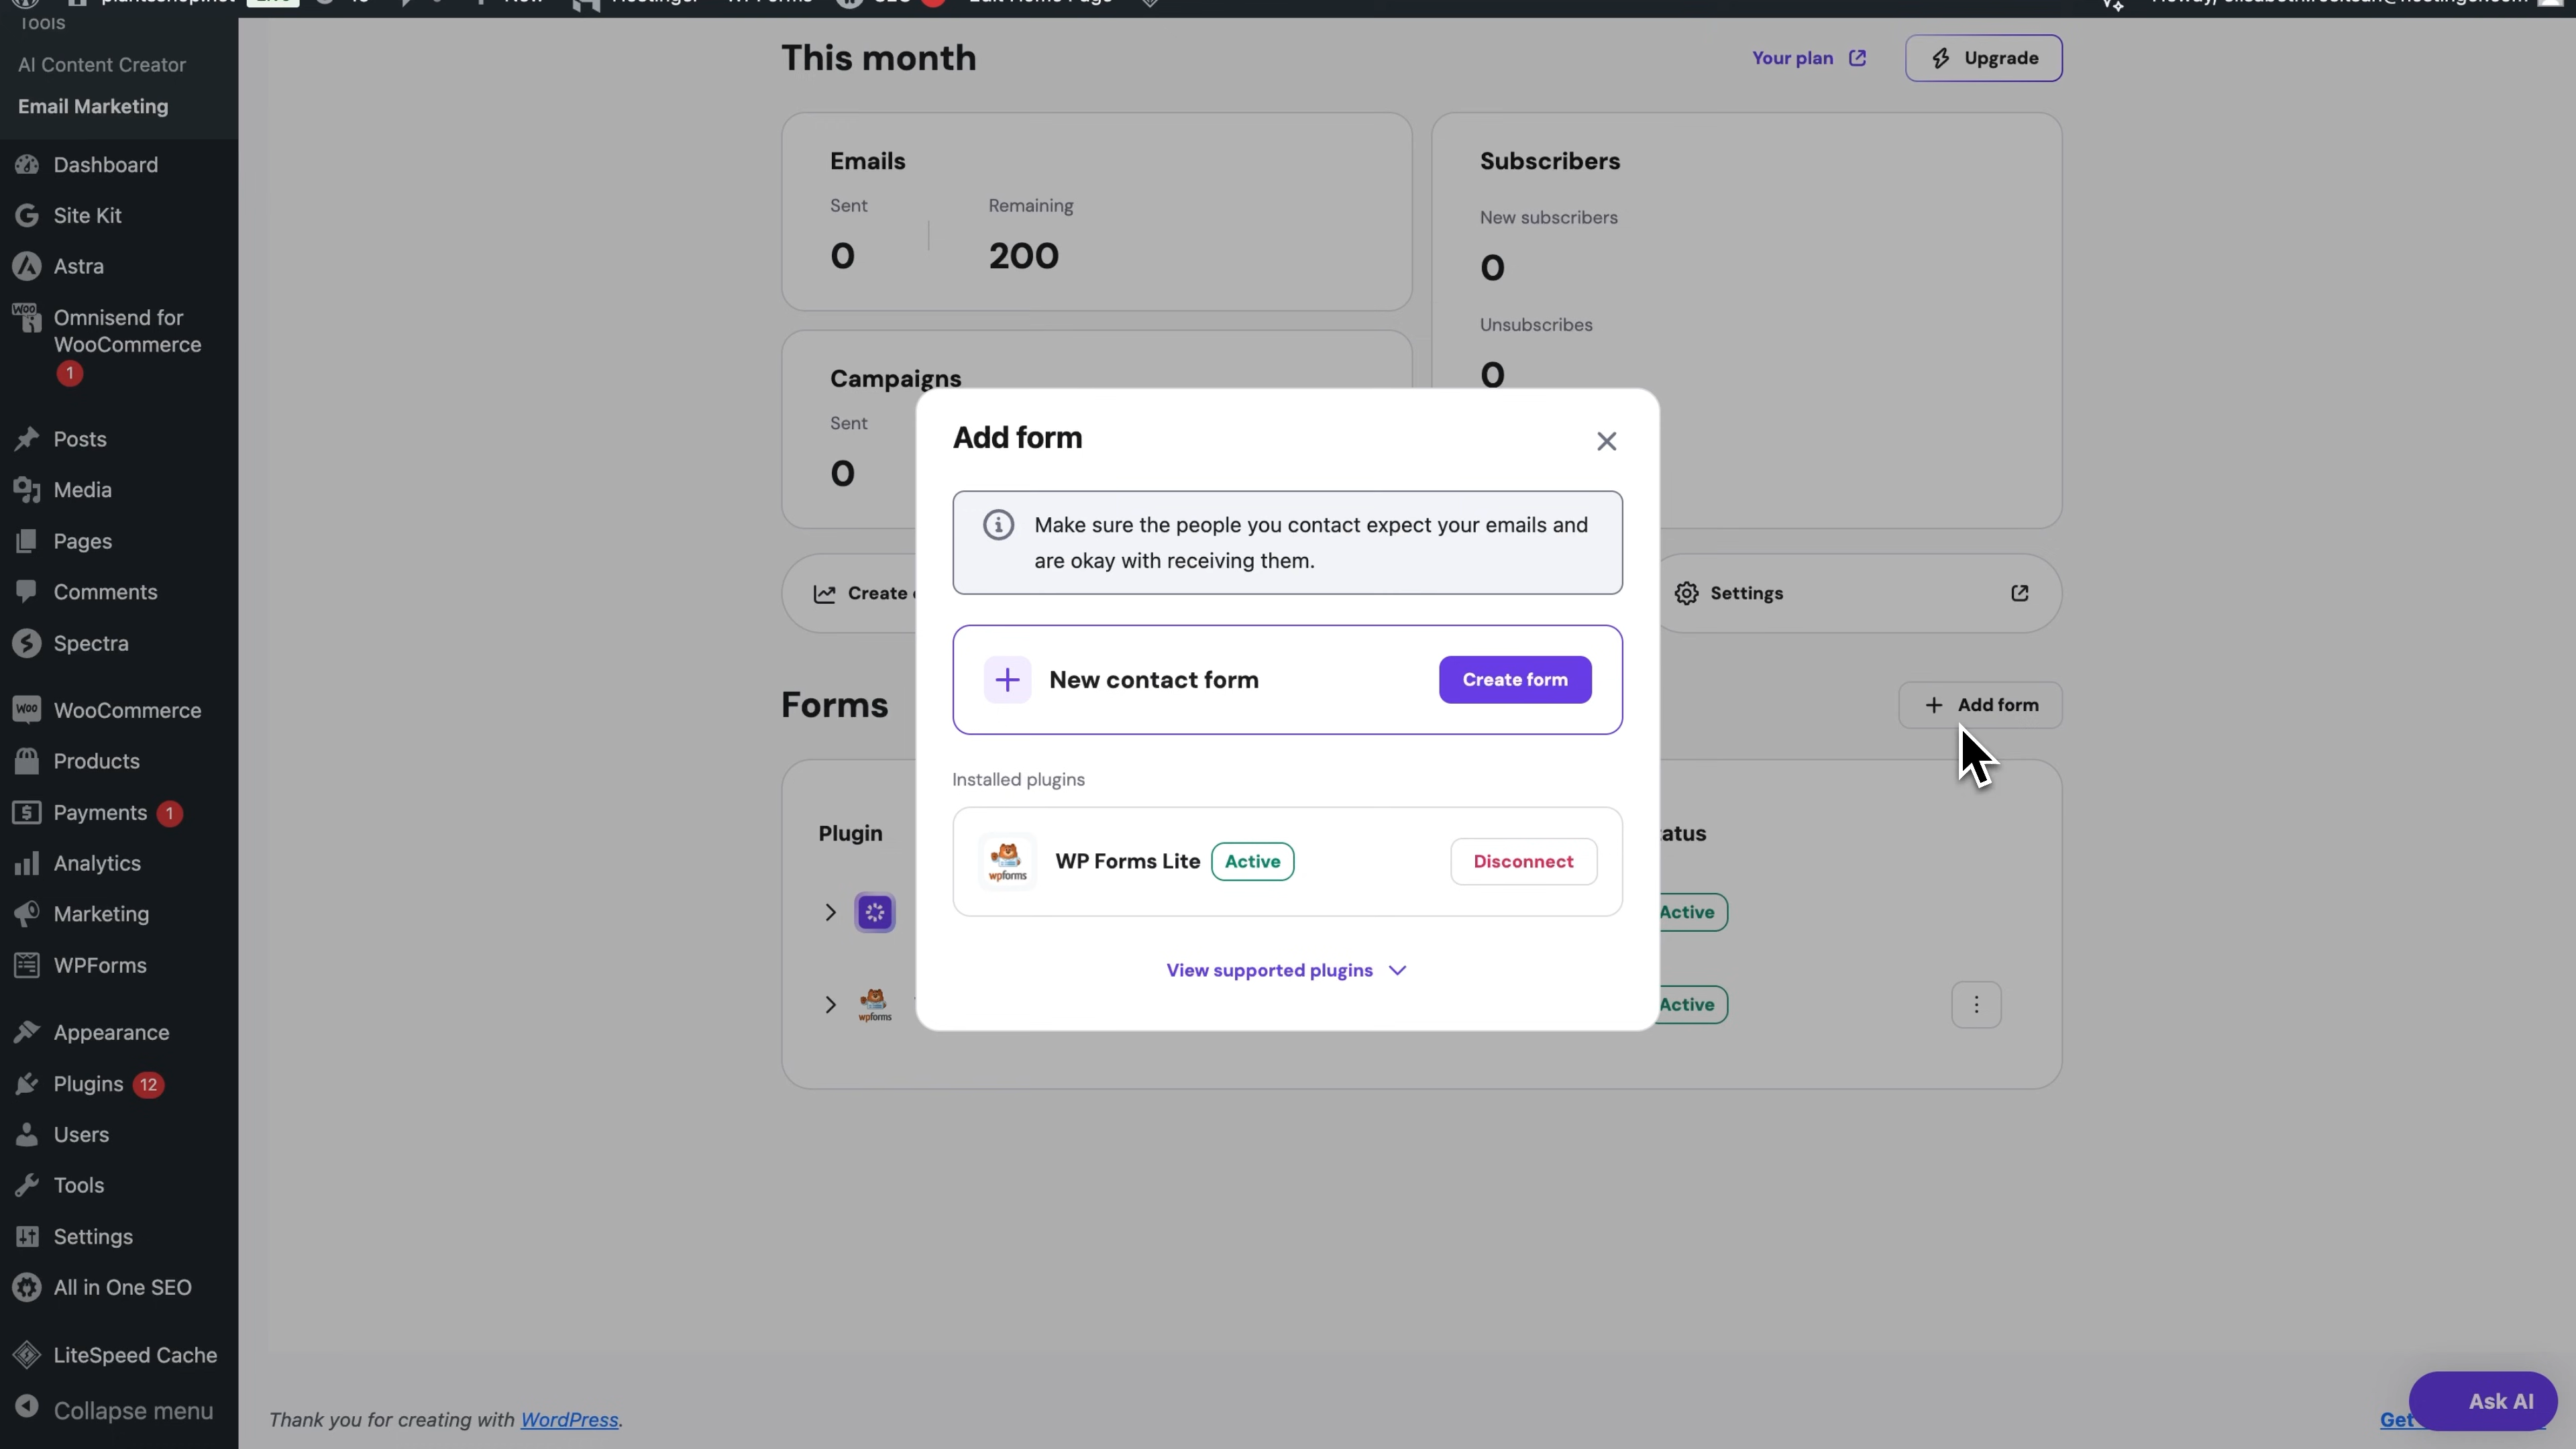 Tools
AI Content Creator
Email Marketing
Dashboard
Site Kit
Astra
Omnisend for
WooCommerce
1
Posts
Media
Pages
Comments
Spectra
WooCommerce
Products
Payments 1
Analytics
Marketing
WPForms
Appearance
Plugins 12
Users
Tools
Settings
All in One SEO
LiteSpeed Cache
Collapse menu
This month
Your plan
Upgrade
Emails
Sent
Remaining
0
200
Subscribers
New subscribers
0
Unsubscribes
0
Campaigns
Sent
0
Create
Settings
Forms
Add form
Plugin
atus
Active
wpforms
Active
Add form
Make sure the people you contact expect your emails and
are okay with receiving them.
New contact form
Create form
Installed plugins
wpforms
WP Forms Lite Active
Disconnect
View supported plugins
Thank you for creating with WordPress.
Get
Ask AI